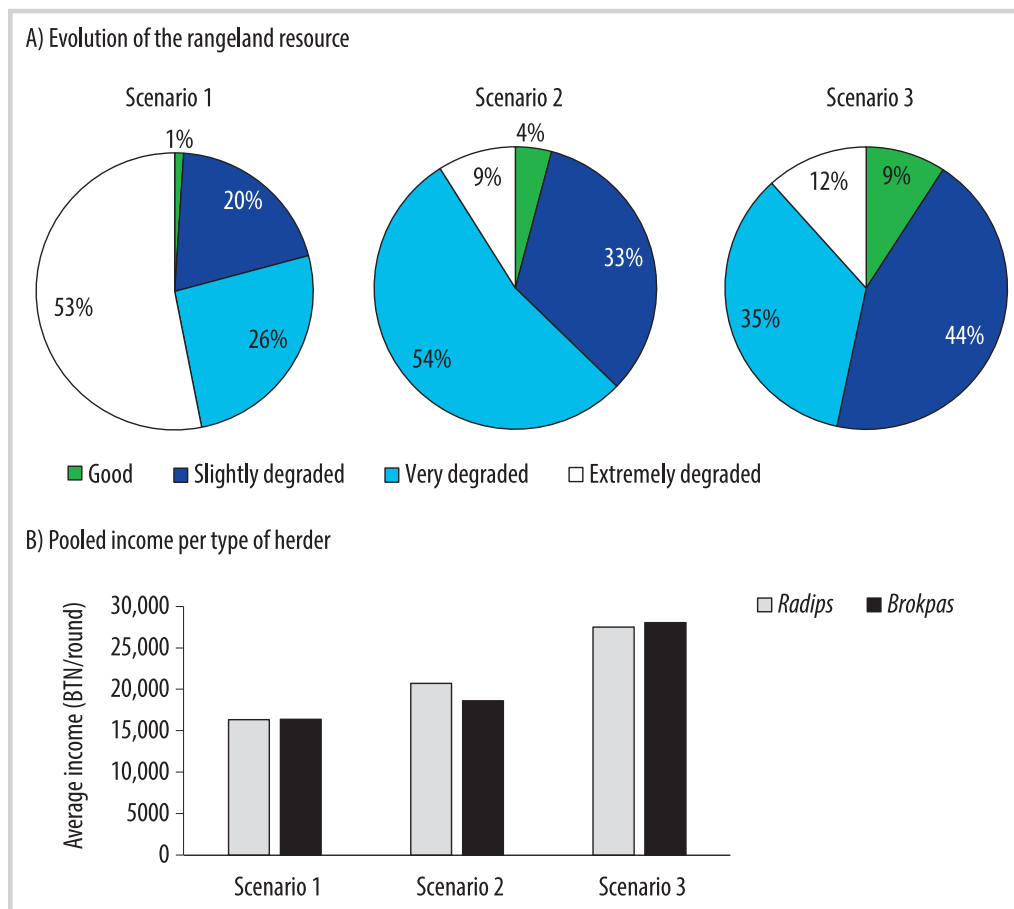 A) Evolution of the rangeland resource
Scenario 1 Scenario 2 Scenario 3
1% 20% 26% 53%
4% 33% 54% 9%
9% 44% 35% 12%
Good Slightly degraded Very degraded Extremely degraded
B) Pooled income per type of herder
Radips Brokpas
Average income (BTN/round)
30,000
25,000
20,000
15,000
10,000
5000
0
Scenario 1 Scenario 2 Scenario 3